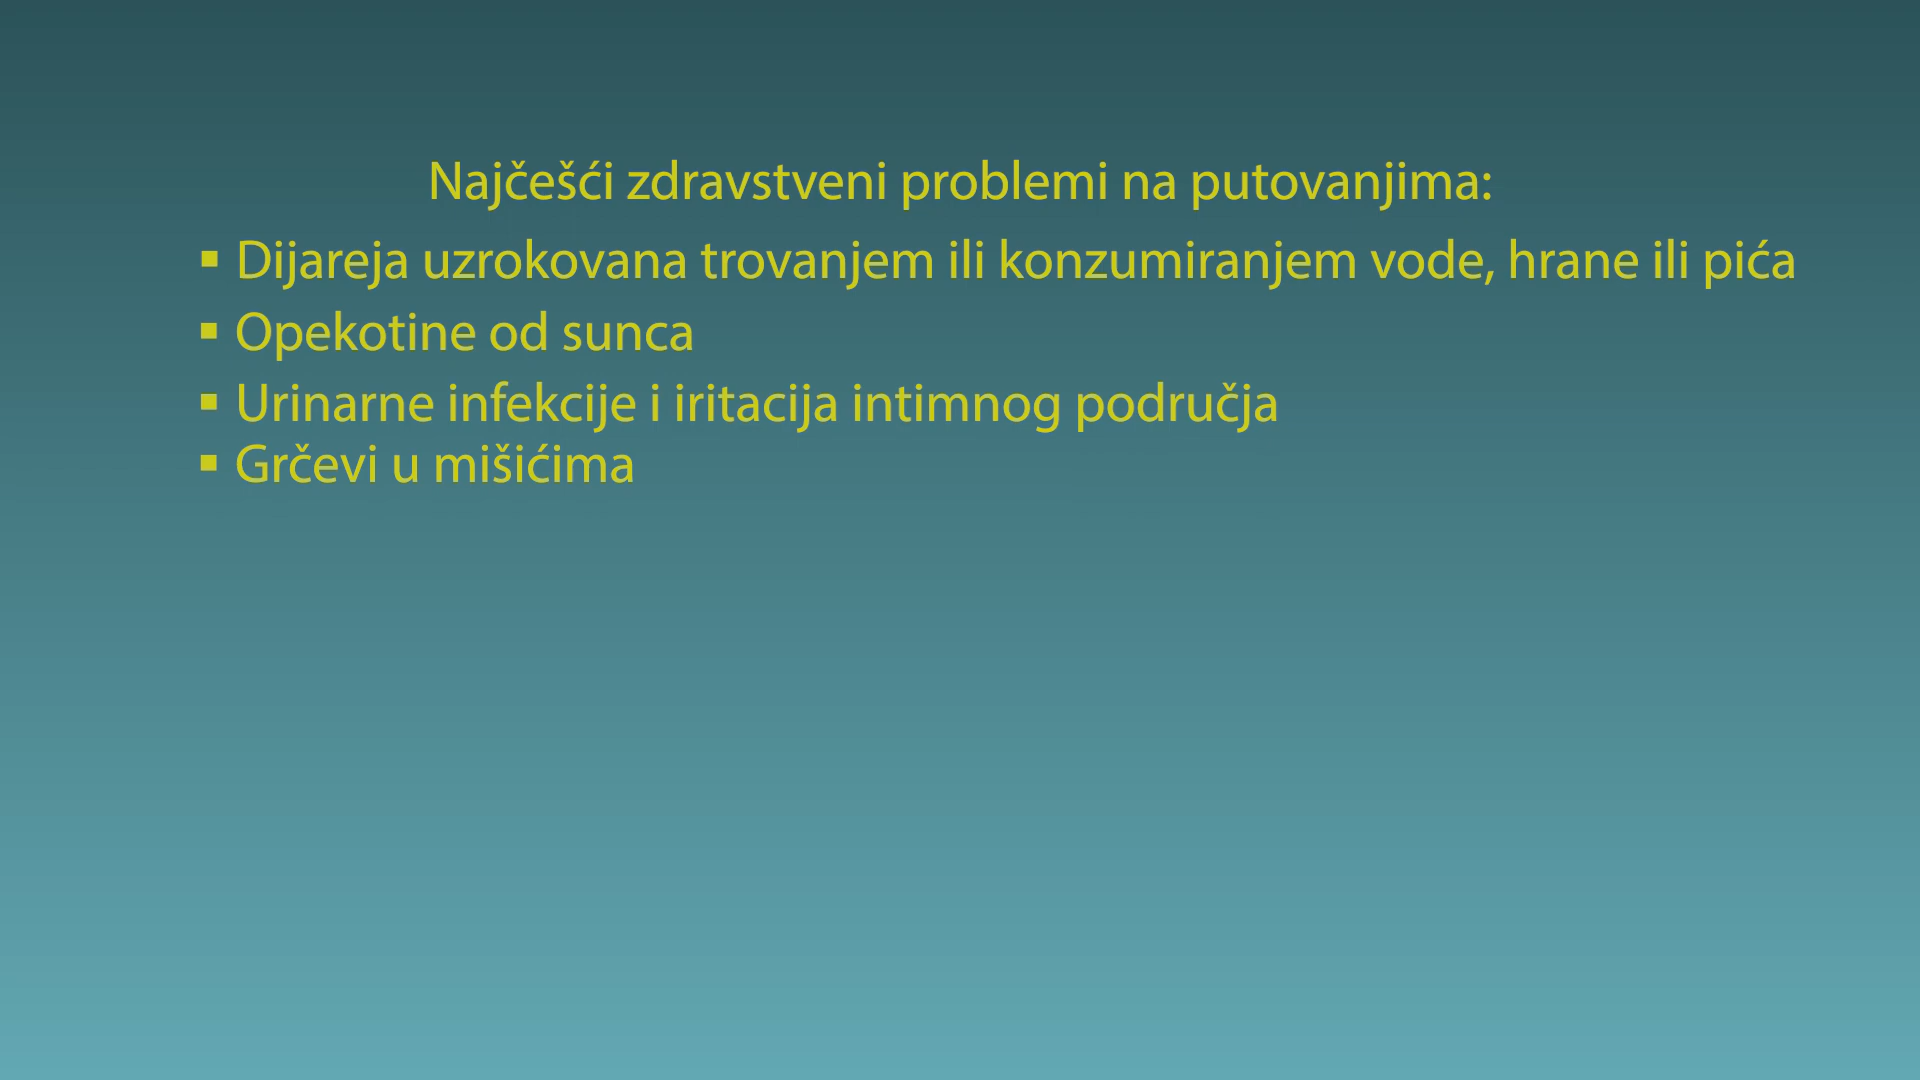 Najčešći zdravstveni problemi na putovanjima:
▪ Dijareja uzrokovana trovanjem ili konzumiranjem vode, hrane ili pića
▪ Opekotine od sunca
▪ Urinarne infekcije i iritacija intimnog područja
▪ Grčevi u mišićima